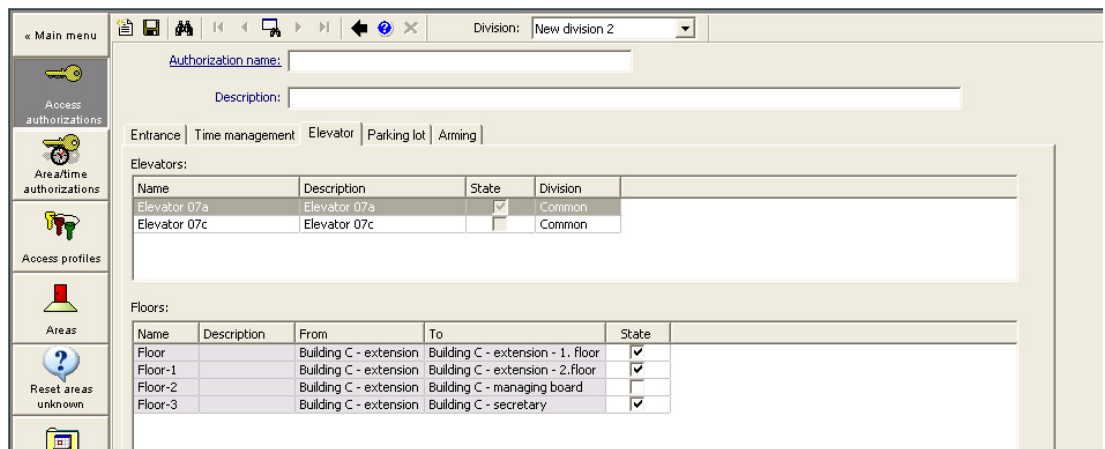 « Main menu
Division: New division 2
Authorization name:
Description:
Access
authorizations
Area/time
authorizations
Access profiles
Areas
Reset areas
unknown
Entrance Time management Elevator Parking lot Arming
Elevators:
Name Description State Division
Elevator 07a Elevator 07a Common
Elevator 07c Elevator 07c Common
Floors:
Name Description From To State
Floor Building C - extension Building C - extension - 1. floor
Floor-1 Building C - extension Building C - extension - 2.floor
Floor-2 Building C - extension Building C - managing board
Floor-3 Building C - extension Building C - secretary